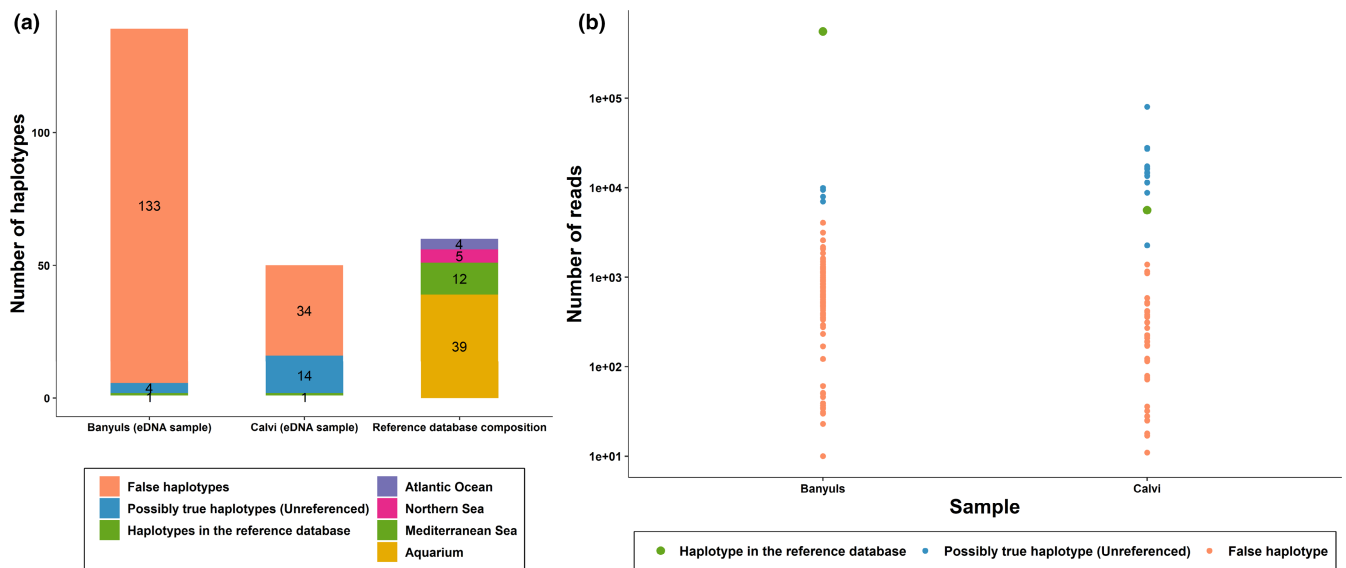 (a)
Number of haplotypes
100
50
0
133
4
1
34
14
1
4
5
12
39
Banyuls (eDNA sample)
Calvi (eDNA sample)
Reference database composition
False haplotypes
Possibly true haplotypes (Unreferenced)
Haplotypes in the reference database
Atlantic Ocean
Northern Sea
Mediterranean Sea
Aquarium
(b)
Number of reads
1e+05
1e+04
1e+03
1e+02
1e+01
Banyuls
Calvi
Sample
Haplotype in the reference database
Possibly true haplotype (Unreferenced)
False haplotype